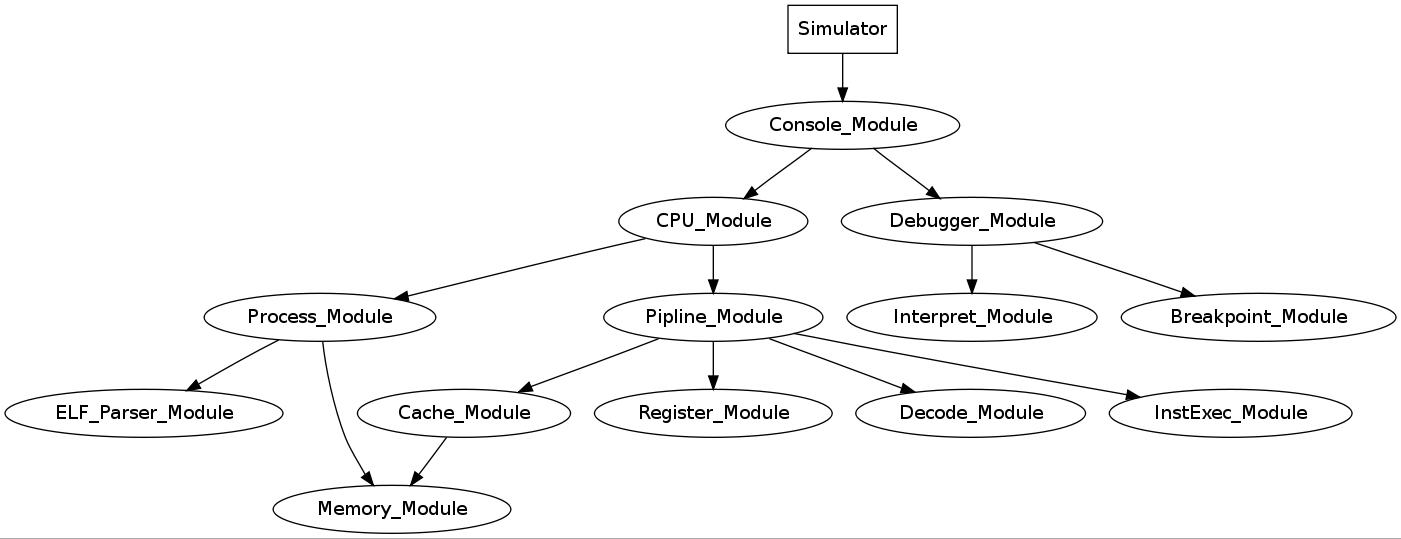 Simulator
Console_Module
CPU_Module
Debugger_Module
Process_Module
Pipline_Module
Interpret_Module
Breakpoint_Module
ELF_Parser_Module
Cache_Module
Register_Module
Decode_Module
InstExec_Module
Memory_Module